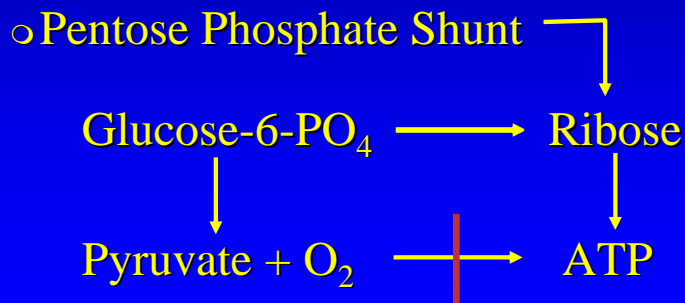 ○ Pentose Phosphate Shunt
Glucose-6-PO₄ Ribose
Pyruvate + O₂ ATP